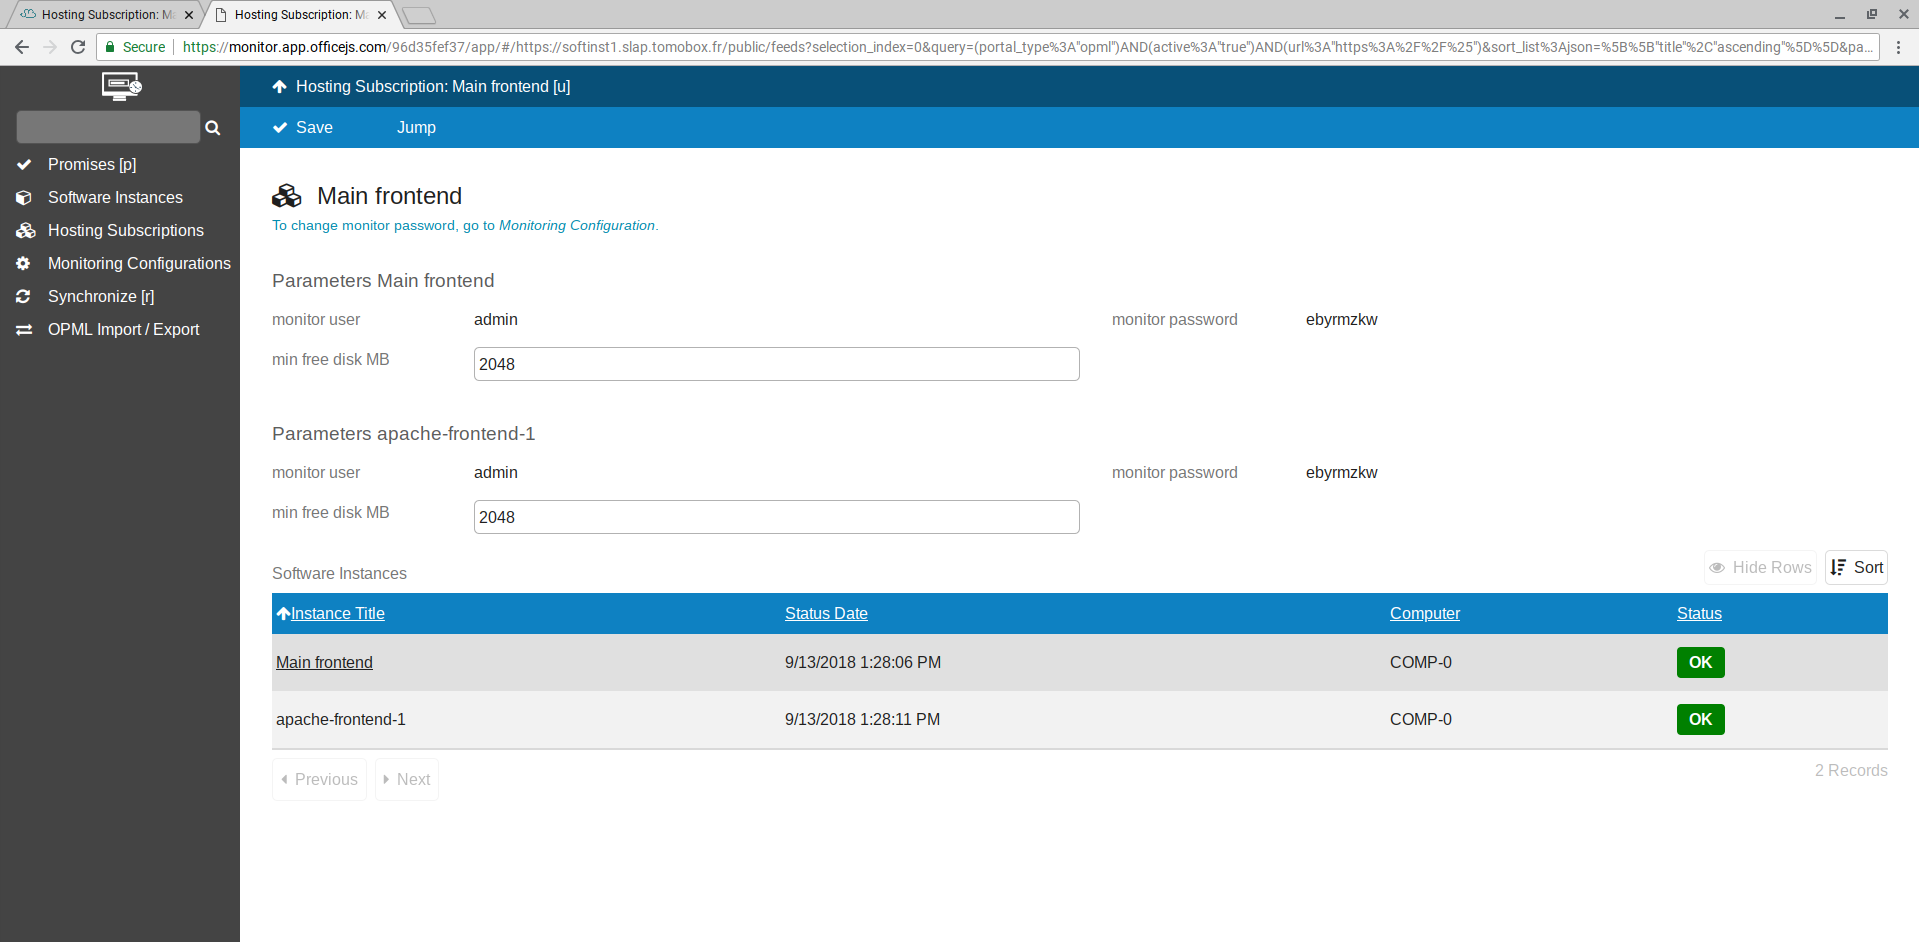 Hosting Subscription: Ma
Hosting Subscription: Ma
Secure
https://monitor.app.officejs.com/96d35fef37/app/#/https://softinst1.slap.tomobox.fr/public/feeds?selection_index=0&query=(portal_type%3A"opml")AND(active%3A"true")AND(url%3A"https%3A%2F%2F%25")&sort_list%3Ajson=%5B%5B"title"%2C"ascending"%5D%5D&pa...
Hosting Subscription: Main frontend [u]
Save Jump
Promises [p]
Software Instances
Hosting Subscriptions
Monitoring Configurations
Synchronize [r]
OPML Import / Export
Main frontend
To change monitor password, go to Monitoring Configuration.
Parameters Main frontend
monitor user admin monitor password ebyrmzkw
min free disk MB 2048
Parameters apache-frontend-1
monitor user admin monitor password ebyrmzkw
min free disk MB 2048
Software Instances Hide Rows Sort
Instance Title Status Date Computer Status
Main frontend 9/13/2018 1:28:06 PM COMP-0 OK
apache-frontend-1 9/13/2018 1:28:11 PM COMP-0 OK
Previous Next 2 Records